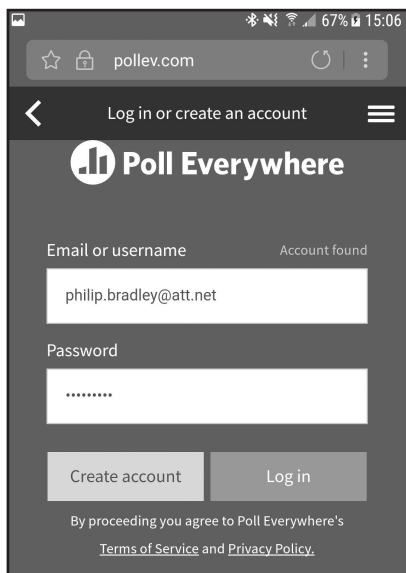 67% 15:06
pollev.com
Log in or create an account
Poll Everywhere
Email or username Account found
philip.bradley@att.net
Password
•••••••••
Create account Log in
By proceeding you agree to Poll Everywhere's
Terms of Service and Privacy Policy.